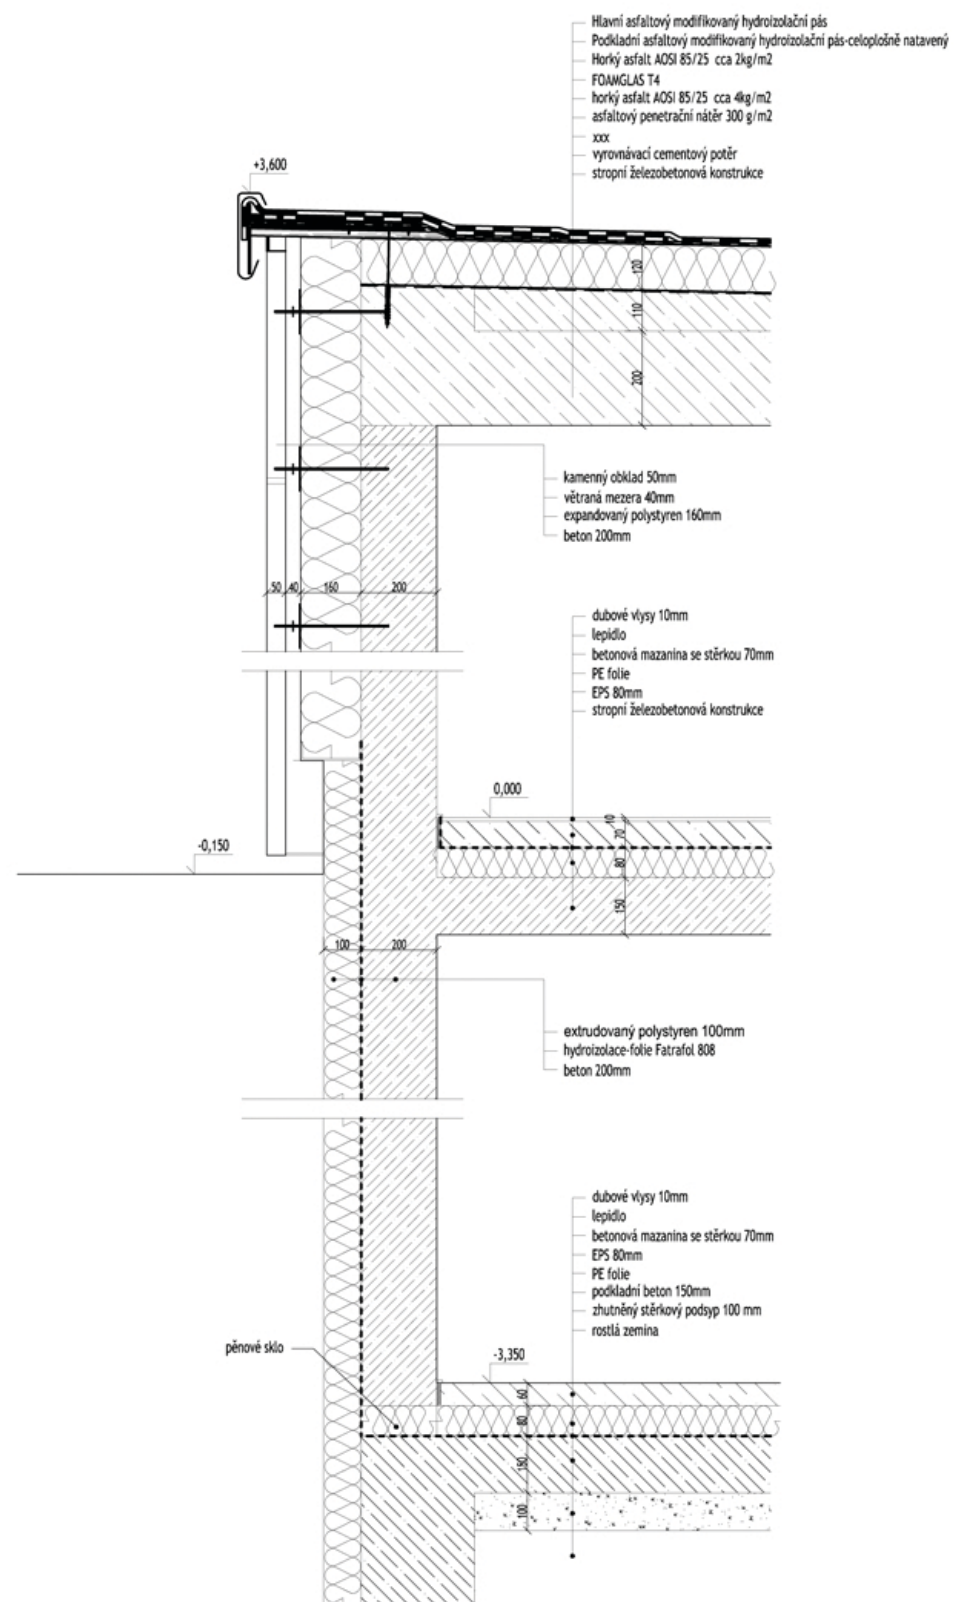 Hlavní asfaltový modifikovaný hydroizolační pás
Podkladní asfaltový modifikovaný hydroizolační pás-celoplošně natavený
Horký asfalt AOSI 85/25 cca 2kg/m2
FOAMGLAS T4
horký asfalt AOSI 85/25 cca 4kg/m2
asfaltový penetrační nátěr 300 g/m2
xxx
vyrovnávací cementový potěr
stropní železobetonová konstrukce
+3,600
120
110
200
kamenný obklad 50mm
větraná mezera 40mm
expandovaný polystyren 160mm
beton 200mm
50 40 160 200
dubové vlysy 10mm
lepidlo
betonová mazanina se stěrkou 70mm
PE folie
EPS 80mm
stropní železobetonová konstrukce
0,000
10
70
80
150
-0,150
100 200
extrudovaný polystyren 100mm
hydroizolace-folie Fatrafol 808
beton 200mm
dubové vlysy 10mm
lepidlo
betonová mazanina se stěrkou 70mm
EPS 80mm
PE folie
podkladní beton 150mm
zhutněný stěrkový podsyp 100 mm
rostlá zemina
pěnové sklo
-3,350
60
80
150
100